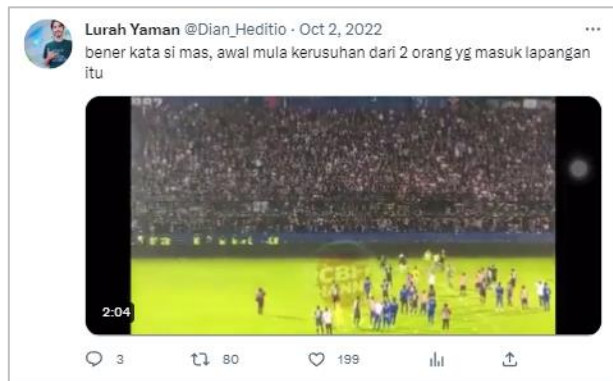 Lurah Yaman @Dian_Heditio · Oct 2, 2022
bener kata si mas, awal mula kerusuhan dari 2 orang yg masuk lapangan
itu
2:04
3 80 199